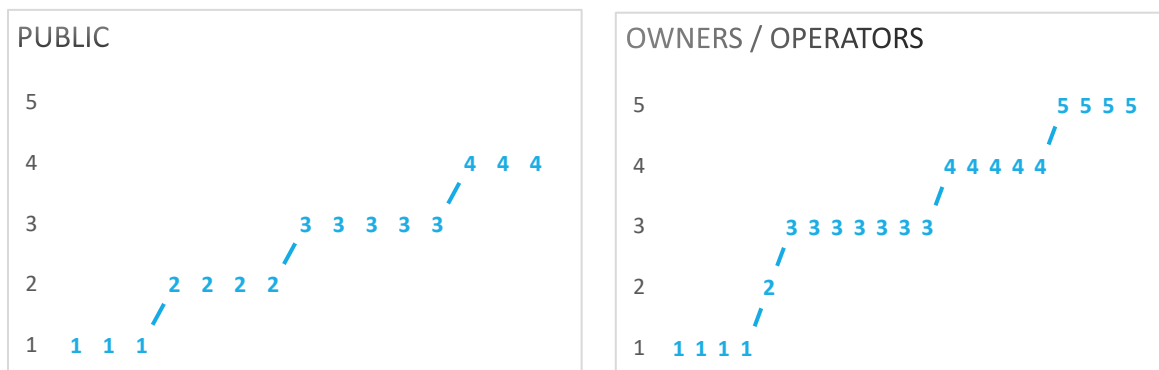 PUBLIC
5
4 4 4 4
3 3 3 3 3 3
2 2 2 2 2
1 1 1 1
OWNERS / OPERATORS
5 5 5 5 5
4 4 4 4 4 4
3 3 3 3 3 3 3 3
2 2
1 1 1 1 1